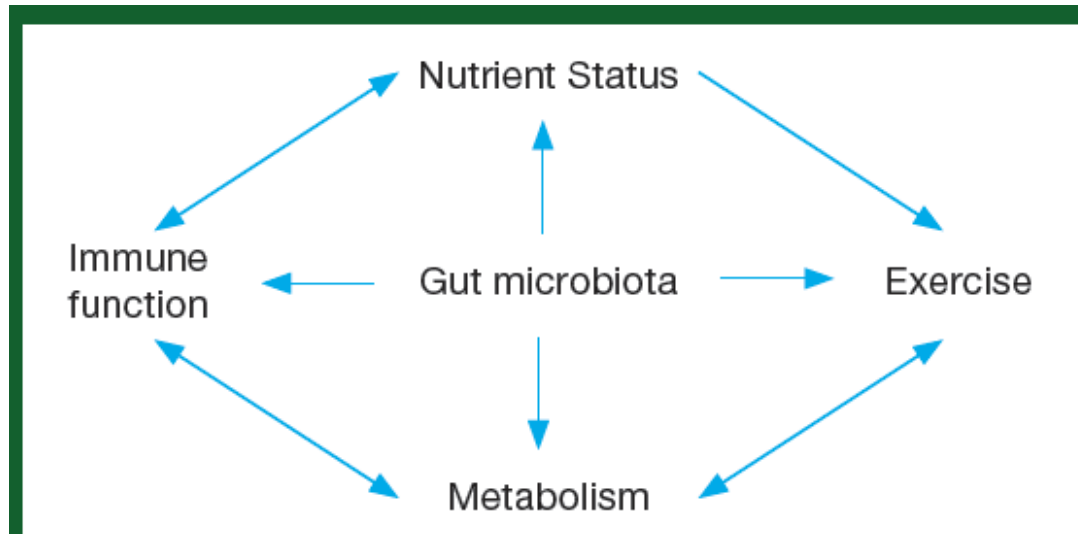 Nutrient Status
Immune
function
Gut microbiota
Exercise
Metabolism